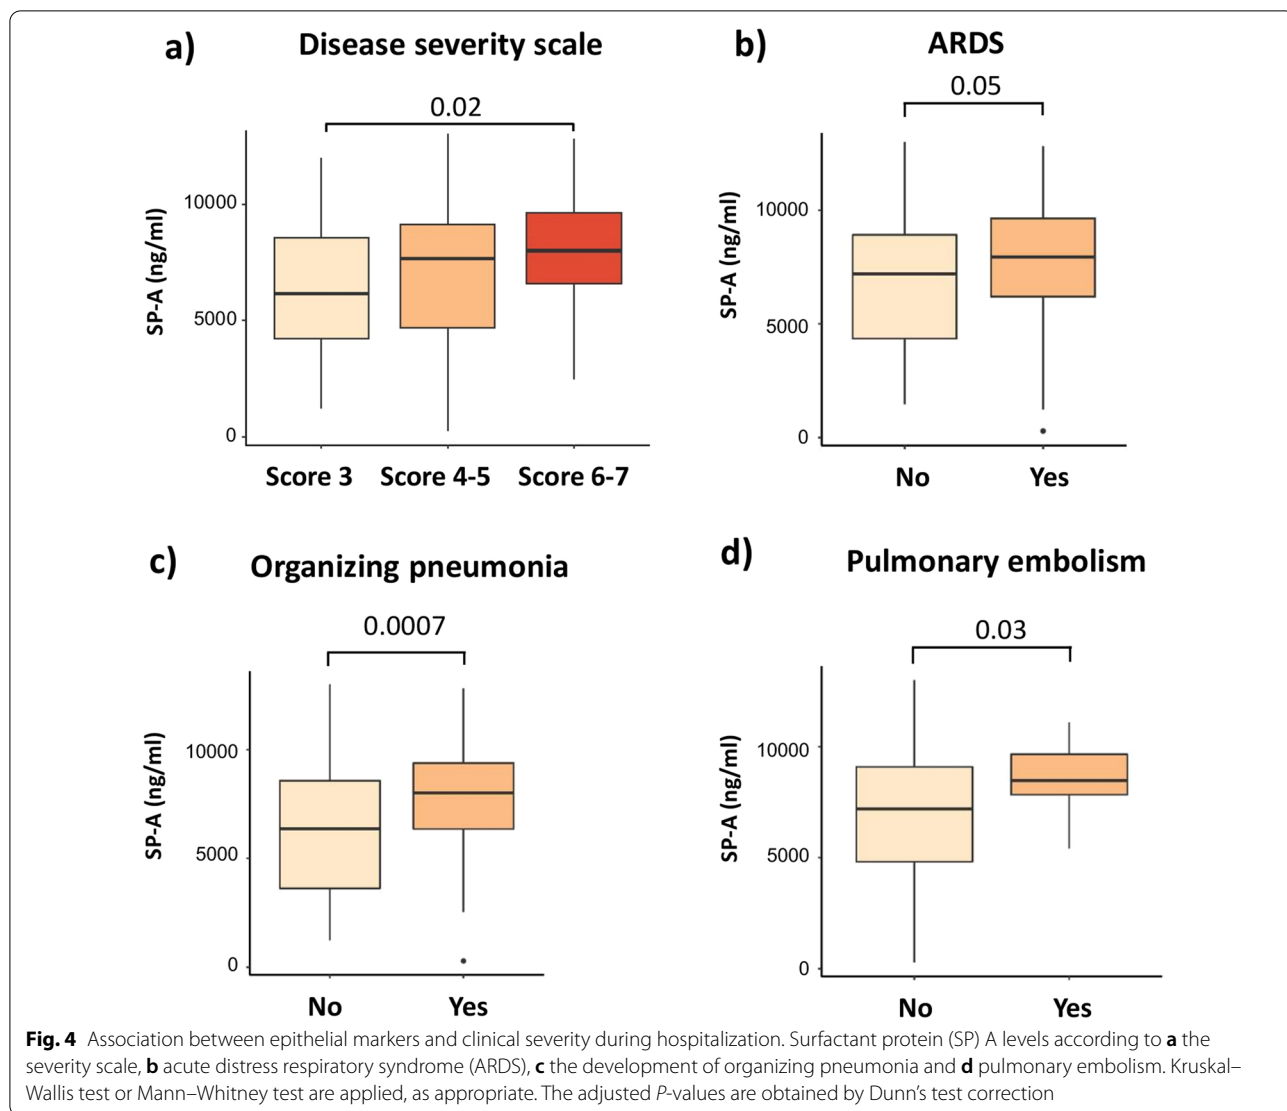 a) Disease severity scale
0.02
SP-A (ng/ml)
10000
5000
0
Score 3 Score 4-5 Score 6-7
b) ARDS
0.05
SP-A (ng/ml)
10000
5000
0
No Yes
c) Organizing pneumonia
0.0007
SP-A (ng/ml)
10000
5000
0
No Yes
d) Pulmonary embolism
0.03
SP-A (ng/ml)
10000
5000
0
No Yes
Fig. 4 Association between epithelial markers and clinical severity during hospitalization. Surfactant protein (SP) A levels according to a the
severity scale, b acute distress respiratory syndrome (ARDS), c the development of organizing pneumonia and d pulmonary embolism. Kruskal–
Wallis test or Mann–Whitney test are applied, as appropriate. The adjusted P-values are obtained by Dunn's test correction